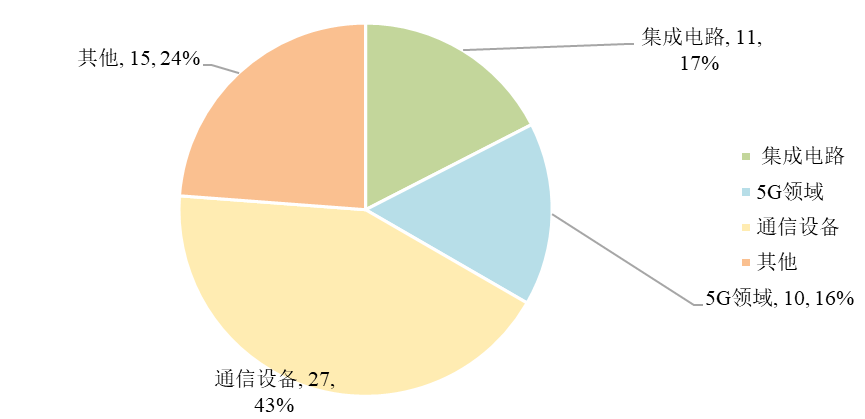 集成电路, 11,
17%
其他, 15, 24%
集成电路
5G领域
通信设备
其他
5G领域, 10, 16%
通信设备, 27,
43%